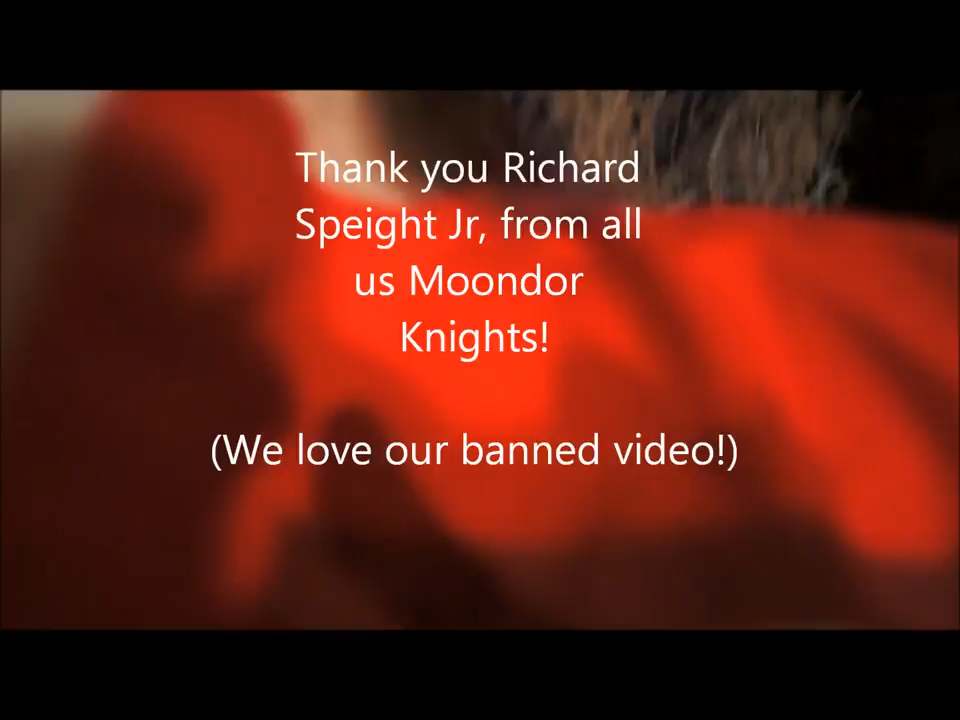 Thank you Richard
Speight Jr, from all
us Moondor
Knights!
(We love our banned video!)